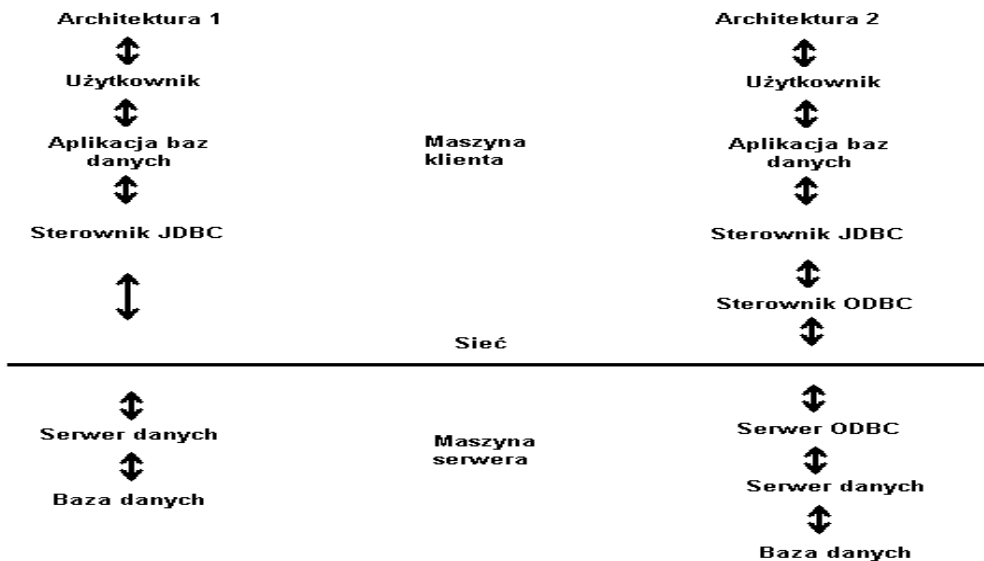 Architektura 1
Użytkownik
Aplikacja baz
danych
Sterownik JDBC
Serwer danych
Baza danych
Maszyna
klienta
Sieć
Maszyna
serwera
Architektura 2
Użytkownik
Aplikacja baz
danych
Sterownik JDBC
Sterownik ODBC
Serwer ODBC
Serwer danych
Baza danych